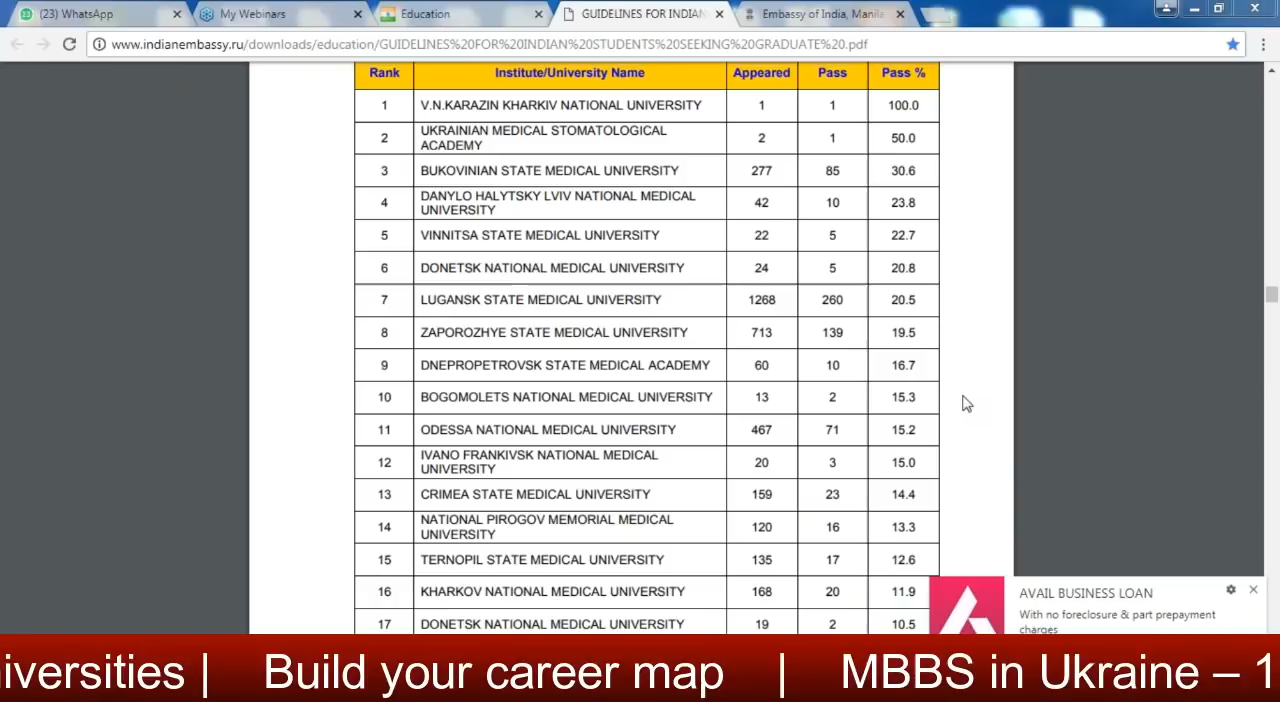 (23) WhatsApp
My Webinars
Education
GUIDELINES FOR INDIAN
Embassy of India, Manila
www.indianembassy.ru/downloads/education/GUIDELINES%20FOR%20INDIAN%20STUDENTS%20SEEKING%20GRADUATE%20.pdf
Rank Institute/University Name Appeared Pass Pass %
1 V.N.KARAZIN KHARKIV NATIONAL UNIVERSITY 1 1 100.0
2 UKRAINIAN MEDICAL STOMATOLOGICAL
ACADEMY 2 1 50.0
3 BUKOVINIAN STATE MEDICAL UNIVERSITY 277 85 30.6
4 DANYLO HALYTSKY LVIV NATIONAL MEDICAL
UNIVERSITY 42 10 23.8
5 VINNITSA STATE MEDICAL UNIVERSITY 22 5 22.7
6 DONETSK NATIONAL MEDICAL UNIVERSITY 24 5 20.8
7 LUGANSK STATE MEDICAL UNIVERSITY 1268 260 20.5
8 ZAPOROZHYE STATE MEDICAL UNIVERSITY 713 139 19.5
9 DNEPROPETROVSK STATE MEDICAL ACADEMY 60 10 16.7
10 BOGOMOLETS NATIONAL MEDICAL UNIVERSITY 13 2 15.3
11 ODESSA NATIONAL MEDICAL UNIVERSITY 467 71 15.2
12 IVANO FRANKIVSK NATIONAL MEDICAL
UNIVERSITY 20 3 15.0
13 CRIMEA STATE MEDICAL UNIVERSITY 159 23 14.4
14 NATIONAL PIROGOV MEMORIAL MEDICAL
UNIVERSITY 120 16 13.3
15 TERNOPIL STATE MEDICAL UNIVERSITY 135 17 12.6
16 KHARKOV NATIONAL MEDICAL UNIVERSITY 168 20 11.9
17 DONETSK NATIONAL MEDICAL UNIVERSITY 19 2 10.5
AVAIL BUSINESS LOAN
With no foreclosure & part prepayment
charges
iversities | Build your career map | MBBS in Ukraine – 1